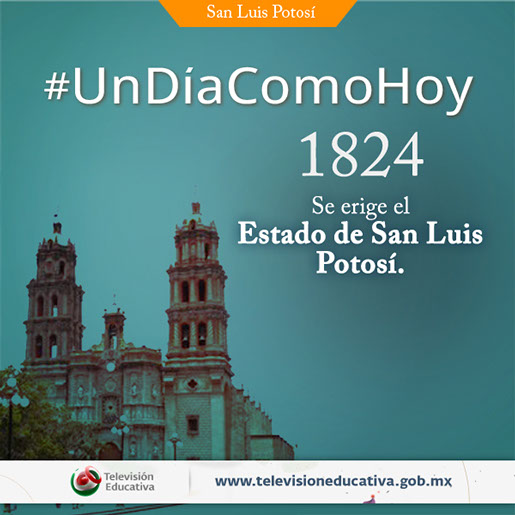 San Luis Potosí
#UnDíaComoHoy
1824
Se erige el
Estado de San Luis
Potosí.
Televisión
Educativa
www.televisioneducativa.gob.mx